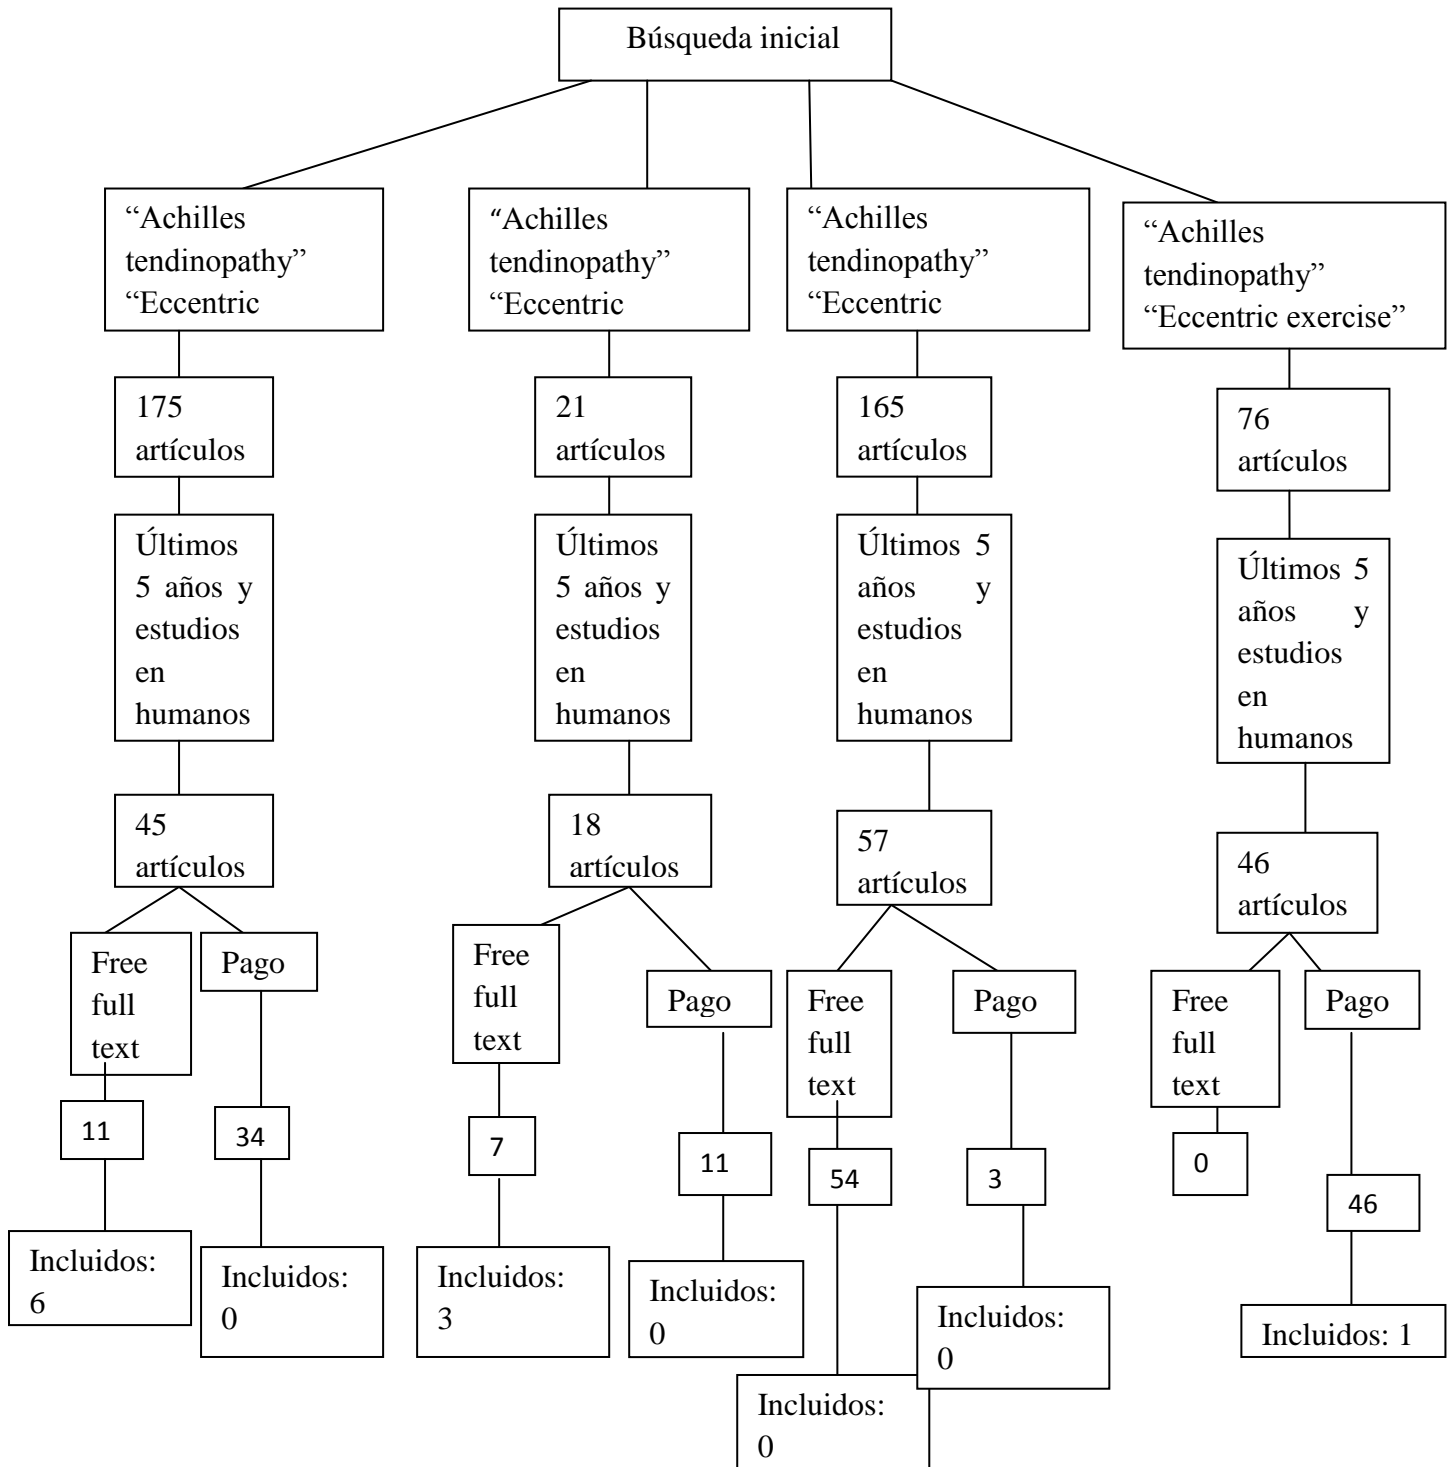 Búsqueda inicial
“Achilles
tendinopathy”
“Eccentric
“Achilles
tendinopathy”
“Eccentric
“Achilles
tendinopathy”
“Eccentric
“Achilles
tendinopathy”
“Eccentric exercise”
175
artículos
21
artículos
165
artículos
76
artículos
Últimos
5 años y
estudios
en
humanos
Últimos
5 años y
estudios
en
humanos
Últimos 5
años y
estudios
en
humanos
Últimos 5
años y
estudios
en
humanos
45
artículos
18
artículos
57
artículos
46
artículos
Free
full
text
Pago
Free
full
text
Pago
Free
full
text
Pago
Free
full
text
Pago
11
34
7
11
54
3
0
46
Incluidos:
6
Incluidos:
0
Incluidos:
3
Incluidos:
0
Incluidos:
0
Incluidos:
0
Incluidos: 1